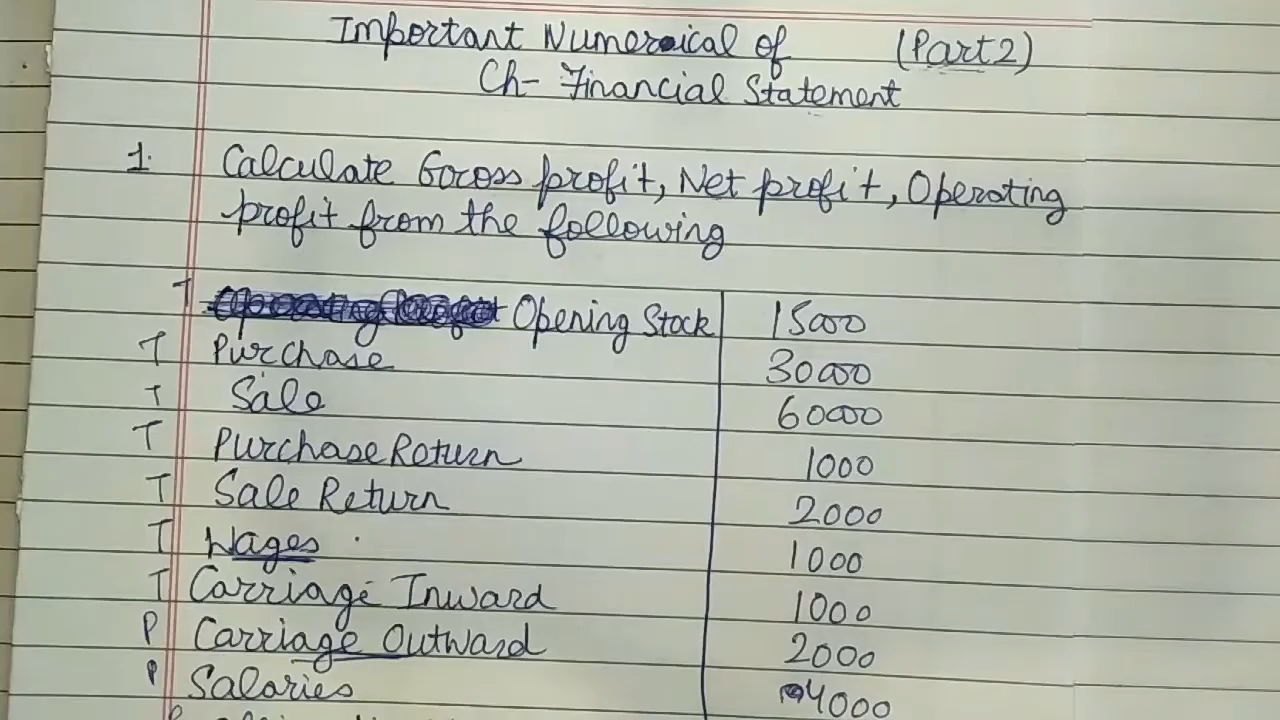 Important Numerical of (Part 2)
Ch- Financial Statement
1. Calculate Gross profit, Net profit, Operating
profit from the following
T Opening Stock 15000
T Purchase 30000
T Sale 60000
T Purchase Return 1000
T Sale Return 2000
T Wages 1000
T Carriage Inward 1000
P Carriage Outward 2000
P Salaries 4000